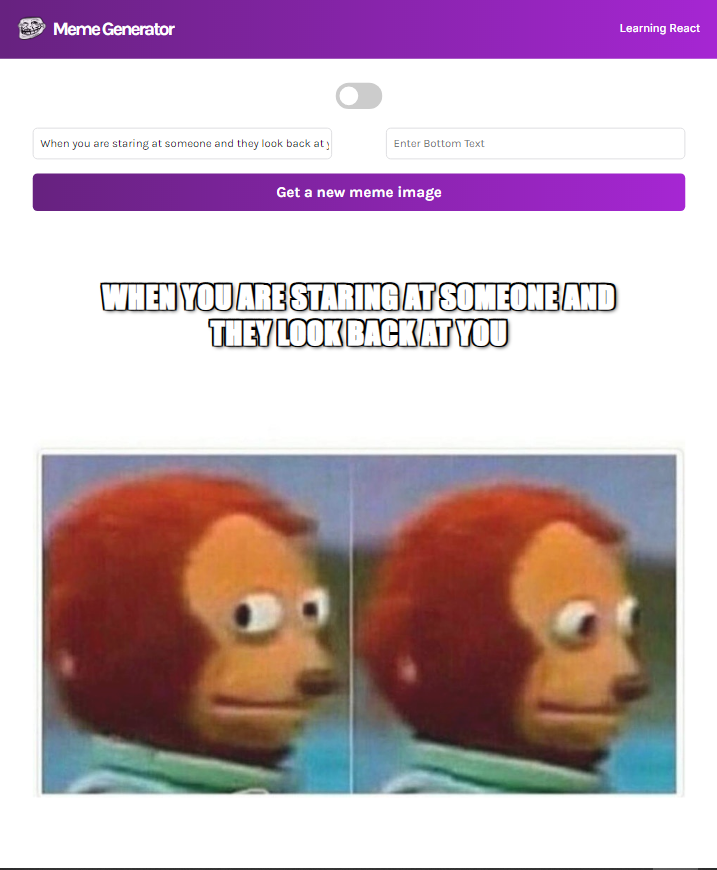 Meme Generator
Learning React
When you are staring at someone and they look back at
Enter Bottom Text
Get a new meme image
WHEN YOU ARE STARING AT SOMEONE AND
THEY LOOK BACK AT YOU